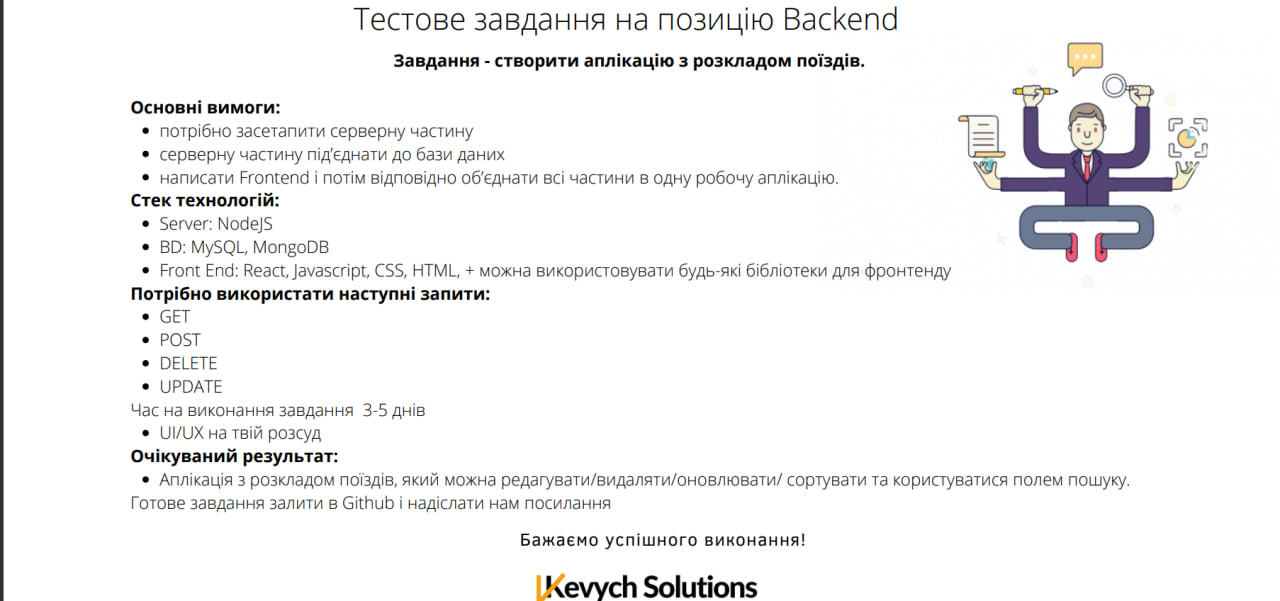 Тестове завдання на позицію Backend
Завдання - створити аплікацію з розкладом поїздів.
Основні вимоги:
• потрібно засетапити серверну частину
• серверну частину під’єднати до бази даних
• написати Frontend і потім відповідно об’єднати всі частини в одну робочу аплікацію.
Стек технологій:
• Server: NodeJS
• BD: MySQL, MongoDB
• Front End: React, Javascript, CSS, HTML, + можна використовувати будь-які бібліотеки для фронтенду
Потрібно використати наступні запити:
• GET
• POST
• DELETE
• UPDATE
Час на виконання завдання 3-5 днів
• UI/UX на твій розсуд
Очікуваний результат:
• Аплікація з розкладом поїздів, який можна редагувати/видаляти/оновлювати/ сортувати та користуватися полем пошуку.
Готове завдання залити в Github і надіслати нам посилання
Бажаємо успішного виконання!
Kevych Solutions